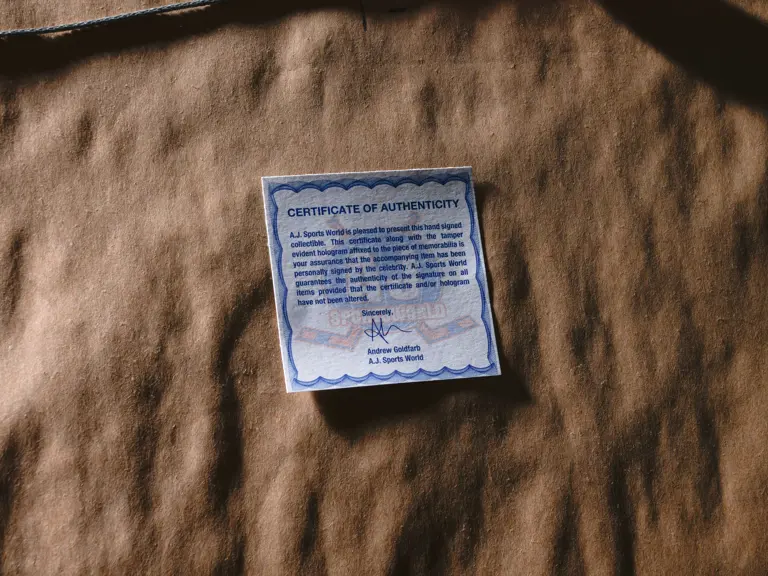 CERTIFICATE OF AUTHENTICITY
A.J. Sports World is pleased to present this hand signed
collectible. This certificate along with the tamper
evident hologram affixed to the piece of memorabilia is
your assurance that the accompanying item has been
personally signed by the celebrity. A.J. Sports World
guarantees the authenticity of the signature on all
items provided that the certificate and/or hologram
have not been altered.
Sincerely,
Andrew Goldfarb
A.J. Sports World